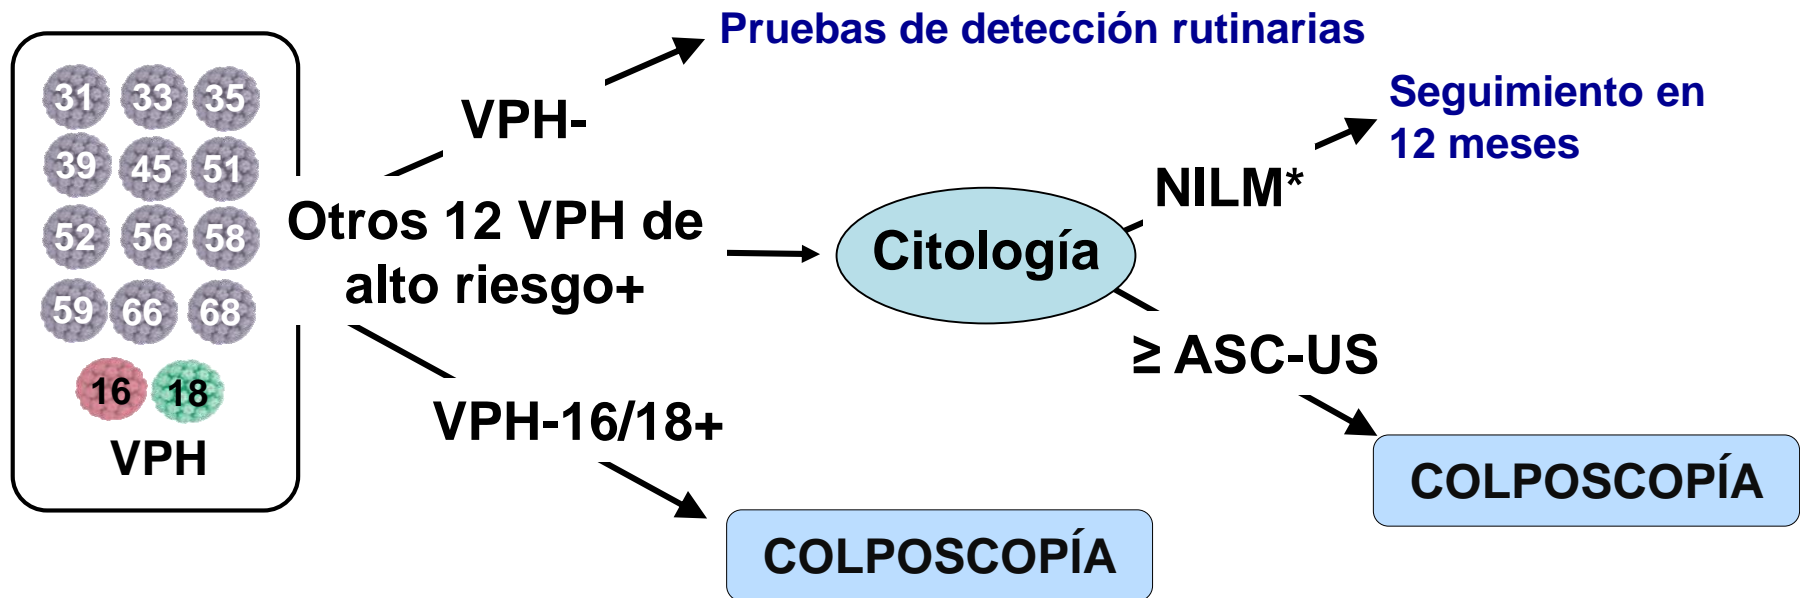 31 33 35
39 45 51
52 56 58
59 66 68
16 18
VPH
VPH-
Pruebas de detección rutinarias
Otros 12 VPH de
alto riesgo+
Citología
NILM*
Seguimiento en
12 meses
≥ ASC-US
COLPOSCOPÍA
VPH-16/18+
COLPOSCOPÍA